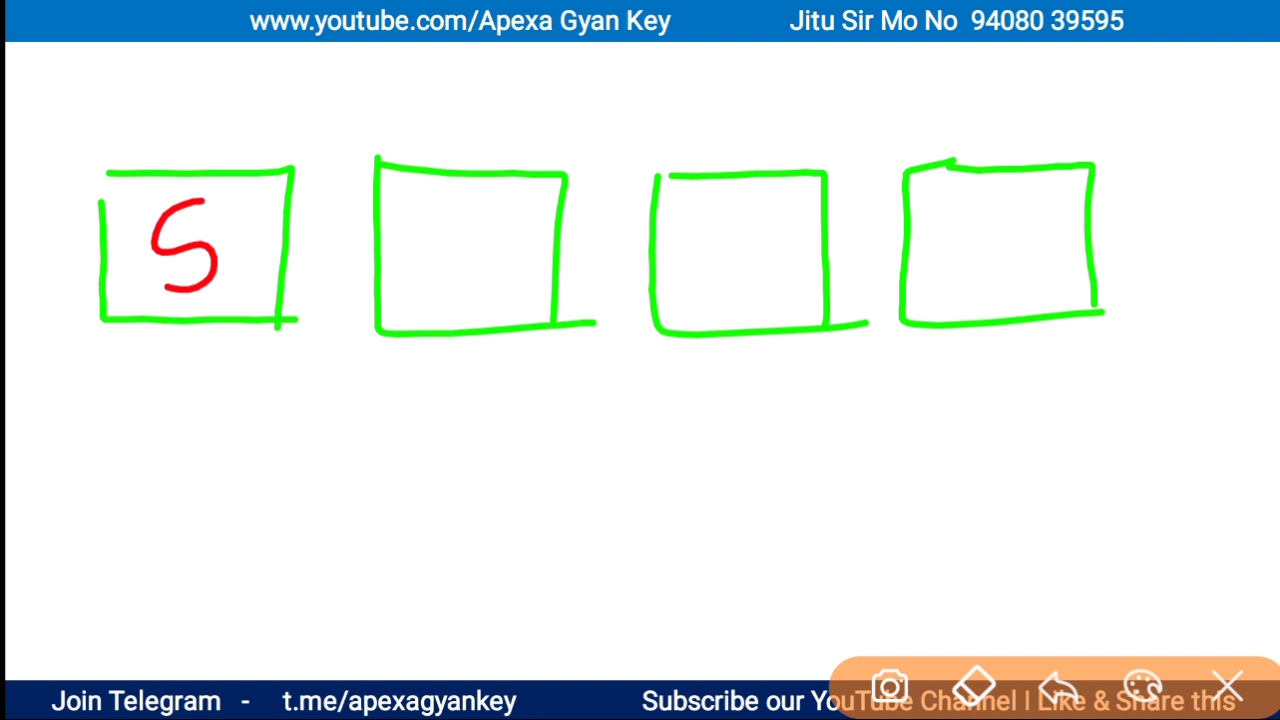 www.youtube.com/Apexa Gyan Key Jitu Sir Mo No 94080 39595
S
Join Telegram - t.me/apexagyankey Subscribe our YouTube Channel | Like & Share this